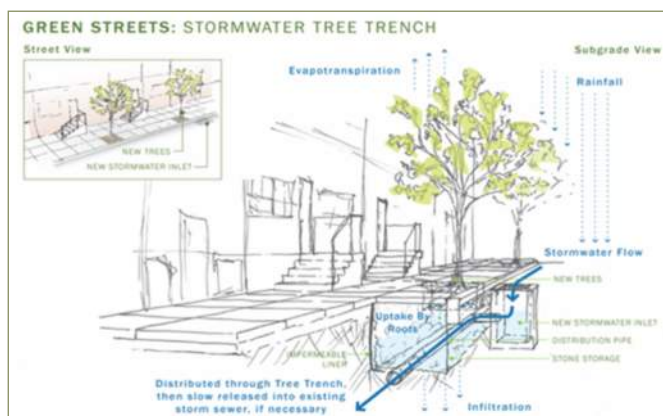 GREEN STREETS: STORMWATER TREE TRENCH
Street View
Subgrade View
NEW TREES
NEW STORMWATER INLET
Evapotranspiration
Rainfall
Stormwater Flow
NEW TREES
Uptake By
Roots
NEW STORMWATER INLET
DISTRIBUTION PIPE
IMPERMEABLE
LINER
STONE STORAGE
Distributed through Tree Trench,
then slow released into existing
storm sewer, if necessary
Infiltration